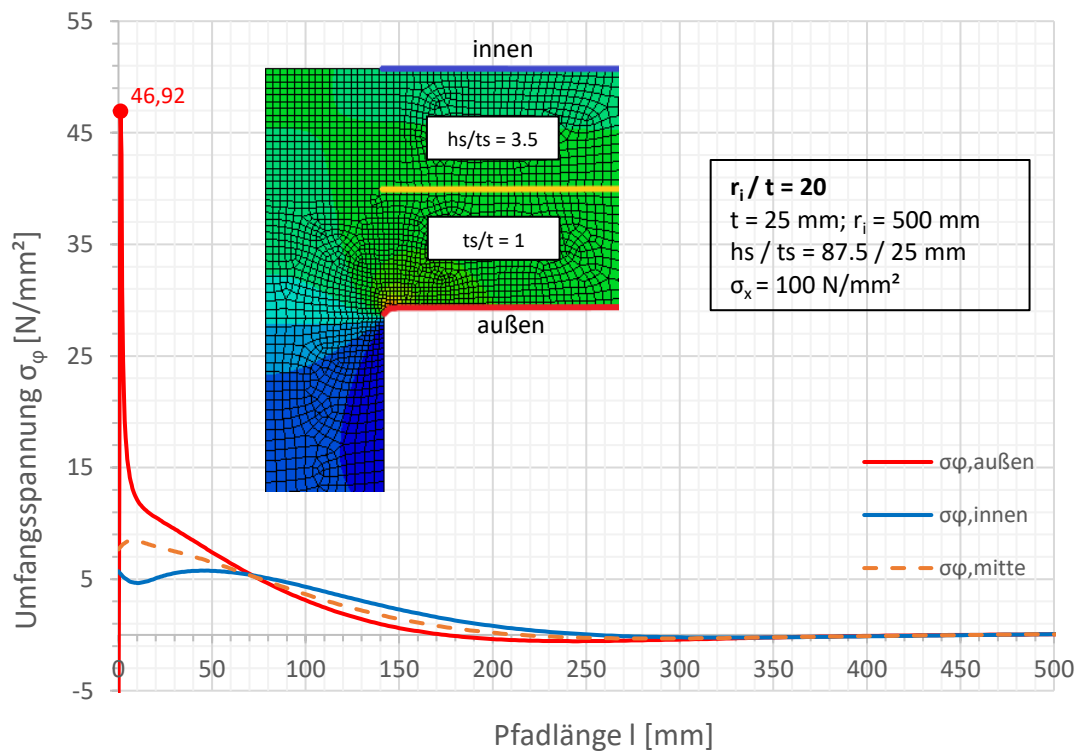 55
45
35
25
15
5
-5
Umfangsspannung σφ [N/mm²]
46,92
innen
hs/ts = 3.5
ts/t = 1
außen
ri / t = 20
t = 25 mm; ri = 500 mm
hs / ts = 87.5 / 25 mm
σx = 100 N/mm²
σφ,außen
σφ,innen
σφ,mitte
0 50 100 150 200 250 300 350 400 450 500
Pfadlänge l [mm]